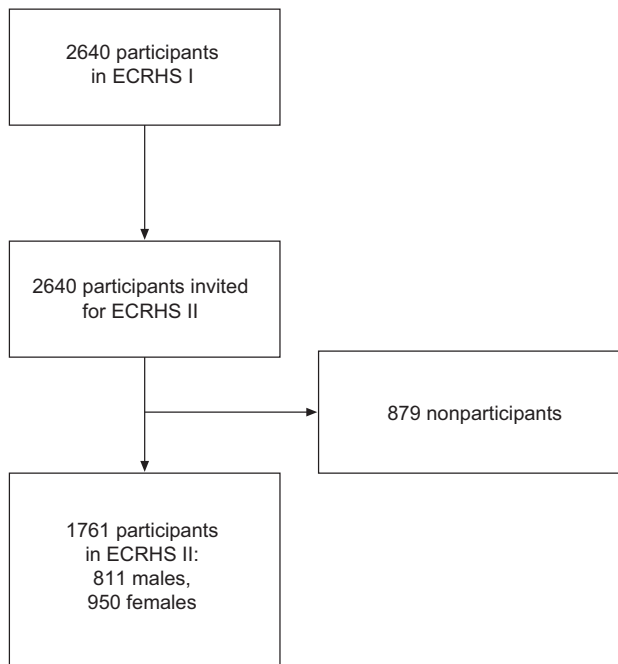 2640 participants
in ECRHS I
2640 participants invited
for ECRHS II
879 nonparticipants
1761 participants
in ECRHS II:
811 males,
950 females